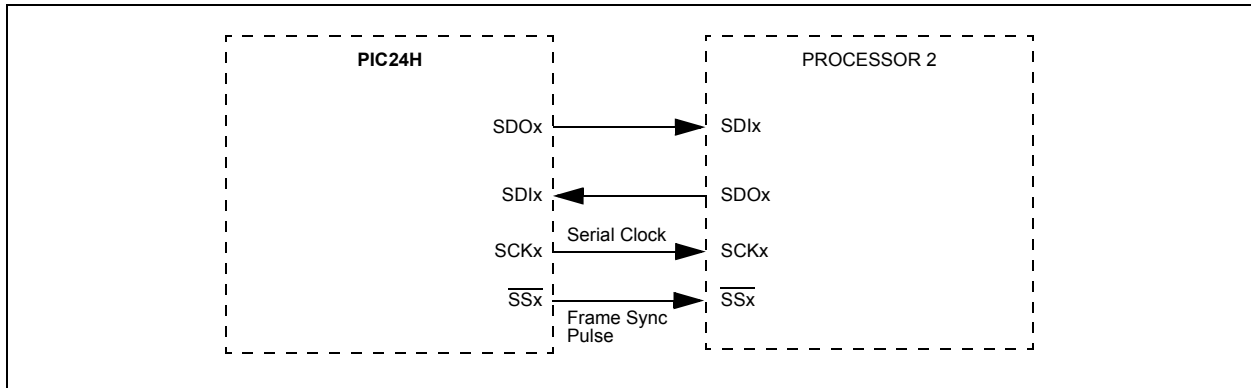 PIC24H
PROCESSOR 2
SDOx
SDIx
SDIx
SDOx
Serial Clock
SCKx
SCKx
SSx
SSx
Frame Sync
Pulse